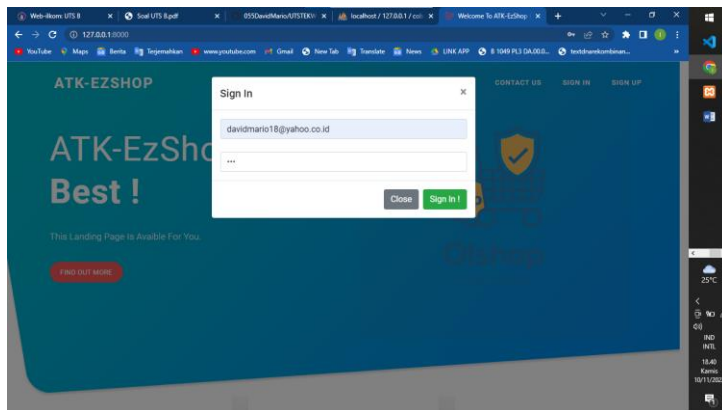 Web-Ilkom: UTS B
Soal UTS B.pdf
055DavidMario/UTSTEKW
localhost / 127.0.0.1 /
Welcome To ATK-EzShop
127.0.0.1:8000
YouTube
Maps
Berita
Terjemahkan
www.youtube.com
Gmail
New Tab
Translate
News
LINK APP
ATK-EZSHOP
CONTACT US
SIGN IN
SIGN UP
Sign In
×
davidmario18@yahoo.co.id
•••
Close
Sign In !
ATK-EzSho
Best !
This Landing Page Is Avaible For You.
FIND OUT MORE
25°C
IND
INTL
18.40
Kamis
10/11/202